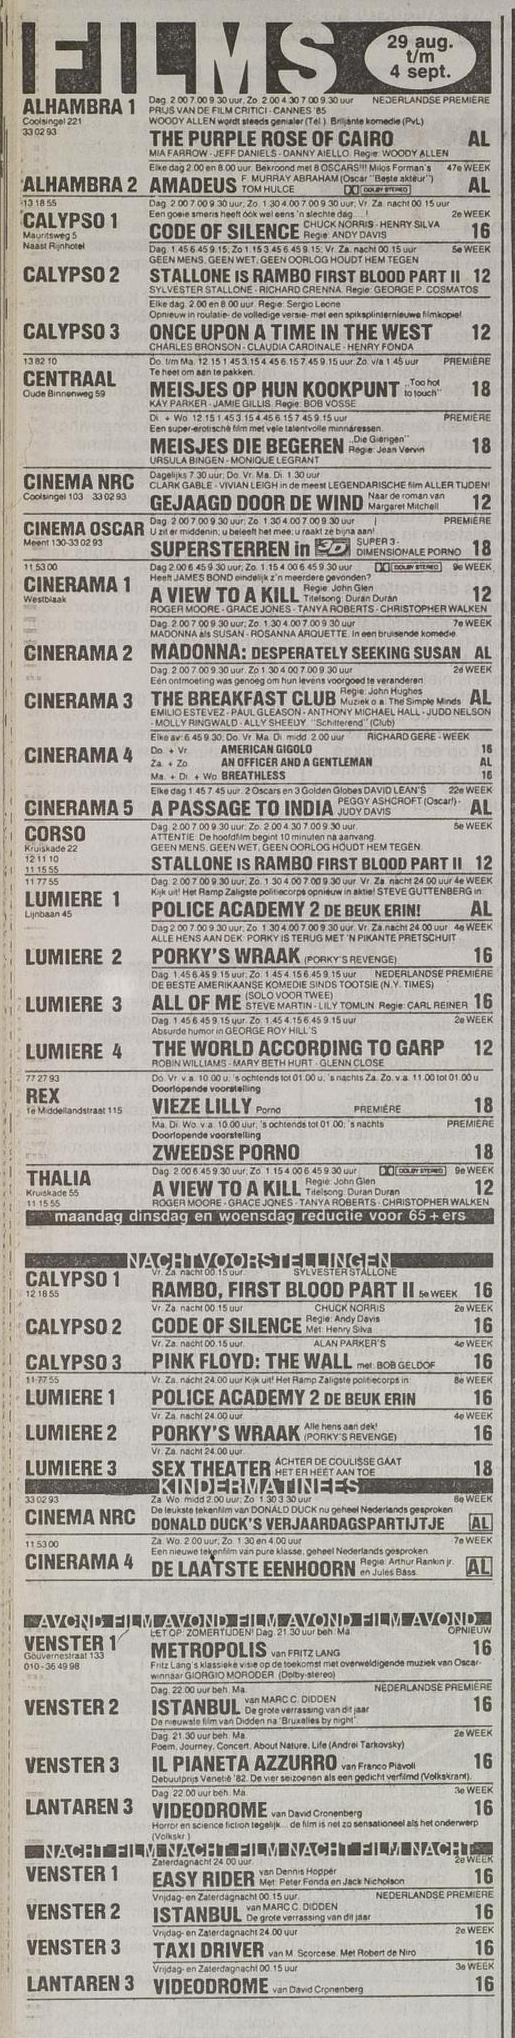 FILMS
29 aug.
t/m
4 sept.
ALHAMBRA 1
Coolsingel 221
33 02 93
Dag. 2.00 7.00 9.30 uur, Zo. 2.00 4.30 7.00 9.30 uur NEDERLANDSE PREMIÈRE
PRIJS VAN DE FILM CRITICI - CANNES '85
WOODY ALLEN wordt steeds genialer (Tel.). Briljante komedie (PvL)
THE PURPLE ROSE OF CAIRO AL
MIA FARROW - JEFF DANIELS - DANNY AIELLO. Regie: WOODY ALLEN
Elke dag 2.00 en 8.00 uur. Bekroond met 8 OSCARS!!! Milos Forman's 47e WEEK
ALHAMBRA 2 AMADEUS F. MURRAY ABRAHAM (Oscar "Beste akteur") TOM HULCE DOLBY STEREO AL
13 18 55
CALYPSO 1
Mauritsweg 5
Naast Rijnhotel
Dag. 2.00 7.00 9.30 uur; Zo. 1.30 4.00 7.00 9.30 uur; Vr. Za. nacht 00.15 uur
Een goeie smeris heeft óók wel eens 'n slechte dag....! 2e WEEK
CODE OF SILENCE CHUCK NORRIS - HENRY SILVA Regie: ANDY DAVIS 16
Dag. 1.45 6.45 9.15; Zo 1.15 3.45 6.45 9.15; Vr. Za. nacht 00.15 uur 5e WEEK
GEEN MENS, GEEN WET, GEEN OORLOG HOUDT HEM TEGEN
CALYPSO 2 STALLONE IS RAMBO FIRST BLOOD PART II 12
SYLVESTER STALLONE - RICHARD CRENNA. Regie: GEORGE P. COSMATOS
Elke dag. 2.00 en 8.00 uur. Regie: Sergio Leone
Opnieuw in roulatie- de volledige versie- met een spiksplinternieuwe filmkopie!
CALYPSO 3 ONCE UPON A TIME IN THE WEST 12
CHARLES BRONSON - CLAUDIA CARDINALE - HENRY FONDA
13 82 10
CENTRAAL
Oude Binnenweg 59
Do. t/m Ma. 12.15 1.45 3.15 4.45 6.15 7.45 9.15 uur. Zo. v/a 1.45 uur PREMIÈRE
Te heet om aan te pakken.
MEISJES OP HUN KOOKPUNT „Too hot to touch" 18
KAY PARKER - JAMIE GILLIS. Regie: BOB VOSSE
Di. + Wo. 12.15 1.45 3.15 4.45 6.15 7.45 9.15 uur PREMIÈRE
Een super-erotische film met vele talentvolle minnaressen.
MEISJES DIE BEGEREN „Die Gierigen" Regie: Jean Vervin 18
URSULA BINGEN - MONIQUE LEGRANT
CINEMA NRC
Coolsingel 103 33 02 93
Dagelijks 7.30 uur; Do. Vr. Ma. Di. 1.30 uur
CLARK GABLE - VIVIAN LEIGH in de meest LEGENDARISCHE film ALLER TIJDEN!
GEJAAGD DOOR DE WIND Naar de roman van Margaret Mitchell 12
CINEMA OSCAR
Meent 130 - 33 02 93
Dag. 2.00 7.00 9.30 uur; Zo. 1.30 4.00 7.00 9.30 uur PREMIÈRE
U zit er middenin; u beleeft het mee; u raakt ze bijna aan!
SUPERSTERREN in 3D SUPER 3-DIMENSIONALE PORNO 18
11.53.00
CINERAMA 1
Westblaak
Dag 2.00 6.45 9.30 uur; Zo. 1.15 4.00 6.45 9.30 uur DOLBY STEREO 9e WEEK
Heeft JAMES BOND eindelijk z'n meerdere gevonden?
A VIEW TO A KILL Regie: John Glen Titelsong: Duran Duran 12
ROGER MOORE - GRACE JONES - TANYA ROBERTS - CHRISTOPHER WALKEN
Dag. 2.00 7.00 9.30 uur; Zo. 1.30 4.00 7.00 9.30 uur 7e WEEK
MADONNA als SUSAN - ROSANNA ARQUETTE. In een bruisende komedie.
CINERAMA 2 MADONNA: DESPERATELY SEEKING SUSAN AL
Dag. 2.00 7.00 9.30 uur. Zo 1.30 4.00 7.00 9.30 uur 2e WEEK
Eén ontmoeting was genoeg om hun levens voorgoed te veranderen.
CINERAMA 3 THE BREAKFAST CLUB Regie: John Hughes Muziek o.a. The Simple Minds AL
EMILIO ESTEVEZ - PAUL GLEASON - ANTHONY MICHAEL HALL - JUDD NELSON
- MOLLY RINGWALD - ALLY SHEEDY. "Schitterend" (Club)
Elke av. 6.45 9.30; Do. Vr. Ma. Di. midd. 2.00 uur RICHARD GERE - WEEK
CINERAMA 4
Do. + Vr. AMERICAN GIGOLO 16
Za. + Zo. AN OFFICER AND A GENTLEMAN AL
Ma. + Di. + Wo. BREATHLESS 16
Elke dag 1.45 7.45 uur. 2 Oscars en 3 Golden Globes DAVID LEAN'S 22e WEEK
CINERAMA 5 A PASSAGE TO INDIA PEGGY ASHCROFT (Oscar!) - JUDY DAVIS AL
CORSO
Kruiskade 22
12 11 10
11 15 55
Dag. 2.00 7.00 9.30 uur; Zo. 2.00 4.30 7.00 9.30 uur. 5e WEEK
ATTENTIE: De hoofdfilm begint 10 minuten na aanvang.
GEEN MENS, GEEN WET, GEEN OORLOG HOUDT HEM TEGEN.
STALLONE IS RAMBO FIRST BLOOD PART II 12
11 77 55
LUMIERE 1
Lijnbaan 45
Dag. 2.00 7.00 9.30 uur; Zo. 1.30 4.00 7.00 9.30 uur. Vr. Za. nacht 24.00 uur 4e WEEK
Kijk uit! Het Ramp Zaligste politiecorps opnieuw in aktie! STEVE GUTTENBERG in:
POLICE ACADEMY 2 DE BEUK ERIN! AL
Dag 2.00 7.00 9.30 uur; Zo. 1.30 4.00 7.00 9.30 uur. Vr. Za. nacht 24.00 uur 4e WEEK
ALLE HENS AAN DEK: PORKY IS TERUG MET 'N PIKANTE PRETSCHUIT
LUMIERE 2 PORKY'S WRAAK (PORKY'S REVENGE) 16
Dag. 1.45 6.45 9.15 uur; Zo. 1.45 4.15 6.45 9.15 uur NEDERLANDSE PREMIÈRE
DE BESTE AMERIKAANSE KOMEDIE SINDS TOOTSIE (N.Y. TIMES)
LUMIERE 3 ALL OF ME (SOLO VOOR TWEE) STEVE MARTIN - LILY TOMLIN. Regie: CARL REINER 16
Dag. 1.45 6.45 9.15 uur; Zo. 1.45 4.15 6.45 9.15 uur 2e WEEK
Absurde humor in GEORGE ROY HILL'S
LUMIERE 4 THE WORLD ACCORDING TO GARP 12
ROBIN WILLIAMS - MARY BETH HURT - GLENN CLOSE
77 27 93
REX
1e Middellandstraat 115
Do. Vr. v.a. 10.00 u. 's ochtends tot 01.00 u. 's nachts Za. Zo. v.a. 11.00 tot 01.00 u
Doorlopende voorstelling
VIEZE LILLY Porno PREMIÈRE 18
Ma. Di. Wo. v.a. 10.00 uur; 's ochtends tot 01.00; 's nachts PREMIÈRE
Doorlopende voorstelling
ZWEEDSE PORNO 18
THALIA
Kruiskade 55
11 15 55
Dag. 2.00 6.45 9.30 uur; Zo. 1.15 4.00 6.45 9.30 uur DOLBY STEREO 9e WEEK
A VIEW TO A KILL Regie: John Glen Titelsong: Duran Duran 12
ROGER MOORE - GRACE JONES - TANYA ROBERTS - CHRISTOPHER WALKEN
maandag dinsdag en woensdag reductie voor 65 + ers
NACHTVOORSTELLINGEN
CALYPSO 1
12 18 55
Vr. Za. nacht 00.15 uur. SYLVESTER STALLONE
RAMBO, FIRST BLOOD PART II 5e WEEK 16
Vr. Za. nacht 00.15 uur CHUCK NORRIS 2e WEEK
CALYPSO 2 CODE OF SILENCE Regie: Andy Davis Met: Henry Silva 16
Vr. Za. nacht 00.15 uur. ALAN PARKER'S 4e WEEK
CALYPSO 3 PINK FLOYD: THE WALL met: BOB GELDOF 16
11-77-55
Vr. Za. nacht 24.00 uur Kijk uit! Het Ramp Zaligste politiecorps in: 8e WEEK
LUMIERE 1 POLICE ACADEMY 2 DE BEUK ERIN 16
Vr. Za. nacht 24.00 uur 4e WEEK
LUMIERE 2 PORKY'S WRAAK Alle hens aan dek! (PORKY'S REVENGE) 16
Vr. Za. nacht 24.00 uur.
LUMIERE 3 SEX THEATER ACHTER DE COULISSE GAAT HET ER HEET AAN TOE 18
KINDERMATINEES
33 02 93
CINEMA NRC
Za. Wo. midd 2.00 uur; Zo. 1.30 3.30 uur 6e WEEK
De leukste tekenfilm van DONALD DUCK nu geheel Nederlands gesproken
DONALD DUCK'S VERJAARDAGSPARTIJTJE AL
11.53.00
CINERAMA 4
Za. Wo. 2.00 uur; Zo. 1.30 en 4.00 uur 7e WEEK
Een nieuwe tekenfilm van pure klasse, geheel Nederlands gesproken.
DE LAATSTE EENHOORN Regie: Arthur Rankin jr. en Jules Bass. AL
AVOND FILM AVOND FILM AVOND FILM AVOND
VENSTER 1
Gouvernestraat 133
010 - 36 49 98
LET OP: ZOMERTIJDEN! Dag. 21.30 uur beh. Ma. OPNIEUW
METROPOLIS van FRITZ LANG 16
Fritz Lang's klassieke visie op de toekomst met overweldigende muziek van Oscar-
winnaar GIORGIO MORODER (Dolby-stereo)
Dag. 22.00 uur beh. Ma. NEDERLANDSE PREMIÈRE
VENSTER 2 ISTANBUL van MARC C. DIDDEN De grote verrassing van dit jaar 16
De nieuwste film van Didden na 'Bruxelles by night'.
Dag. 21.30 uur beh. Ma. 2e WEEK
Poem, Journey, Concert, About Nature, Life (Andrei Tarkovsky)
VENSTER 3 IL PIANETA AZZURRO van Franco Piavoli 16
Debuutprijs Venetië '82. De vier seizoenen als een gedicht verfilmd (Volkskrant).
Dag. 22.00 uur beh. Ma. 3e WEEK
LANTAREN 3 VIDEODROME van David Cronenberg 16
Horror en science fiction tegelijk... de film is net zo sensationeel als het onderwerp
(Volkskr.)
NACHT FILM NACHT FILM NACHT FILM NACHT
Zaterdagnacht 24.00 uur 2e WEEK
VENSTER 1 EASY RIDER van Dennis Hopper Met: Peter Fonda en Jack Nicholson 16
Vrijdag- en Zaterdagnacht 00.15 uur. NEDERLANDSE PREMIÈRE
VENSTER 2 ISTANBUL van MARC C. DIDDEN De grote verrassing van dit jaar 16
Vrijdag- en Zaterdagnacht 24.00 uur 2e WEEK
VENSTER 3 TAXI DRIVER van M. Scorcese. Met Robert de Niro 16
Vrijdag- en Zaterdagnacht 00.15 uur 3e WEEK
LANTAREN 3 VIDEODROME van David Cronenberg 16